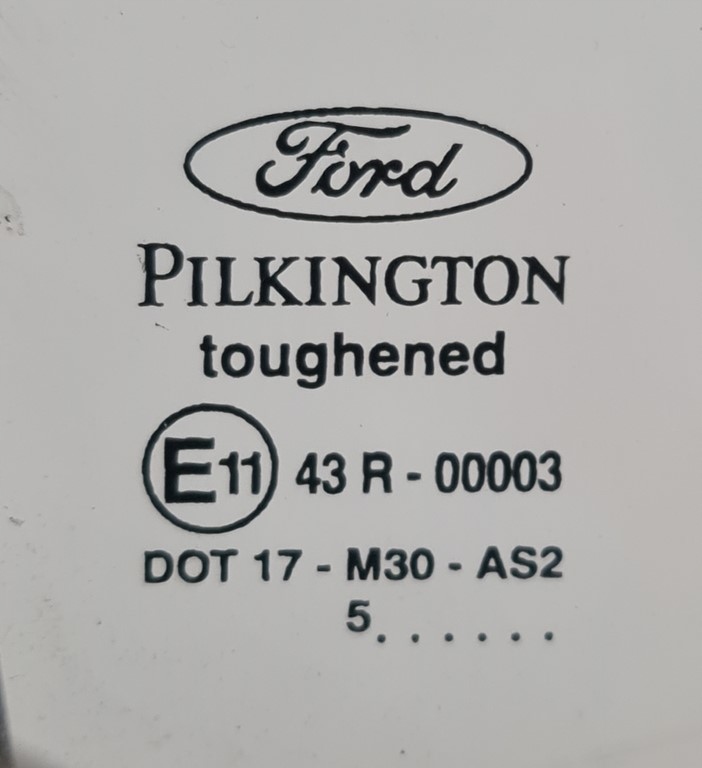 Ford
PILKINGTON
toughened
E11 43 R - 00003
DOT 17 - M30 - AS2
5. . . . . .